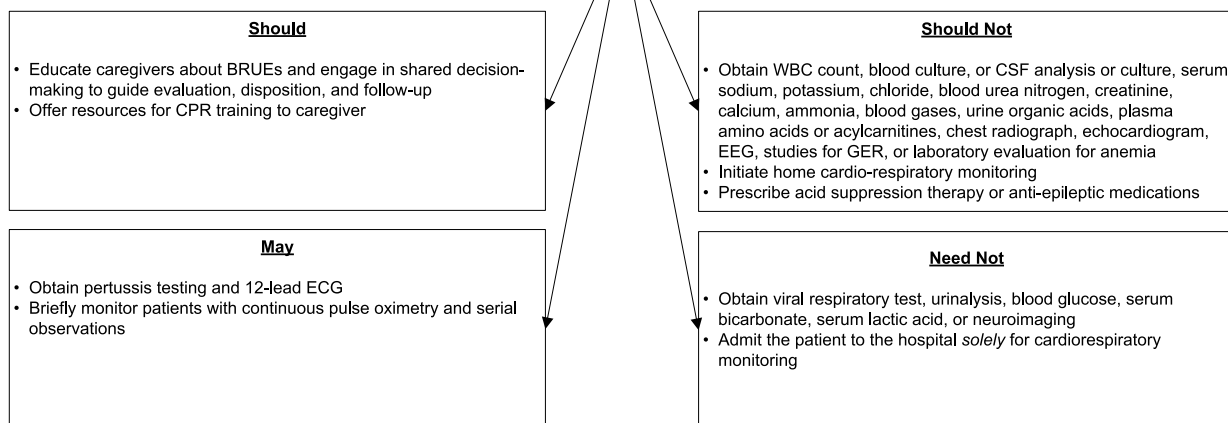 Should
• Educate caregivers about BRUEs and engage in shared decision-
making to guide evaluation, disposition, and follow-up
• Offer resources for CPR training to caregiver
Should Not
• Obtain WBC count, blood culture, or CSF analysis or culture, serum
sodium, potassium, chloride, blood urea nitrogen, creatinine,
calcium, ammonia, blood gases, urine organic acids, plasma
amino acids or acylcarnitines, chest radiograph, echocardiogram,
EEG, studies for GER, or laboratory evaluation for anemia
• Initiate home cardio-respiratory monitoring
• Prescribe acid suppression therapy or anti-epileptic medications
May
• Obtain pertussis testing and 12-lead ECG
• Briefly monitor patients with continuous pulse oximetry and serial
observations
Need Not
• Obtain viral respiratory test, urinalysis, blood glucose, serum
bicarbonate, serum lactic acid, or neuroimaging
• Admit the patient to the hospital solely for cardiorespiratory
monitoring